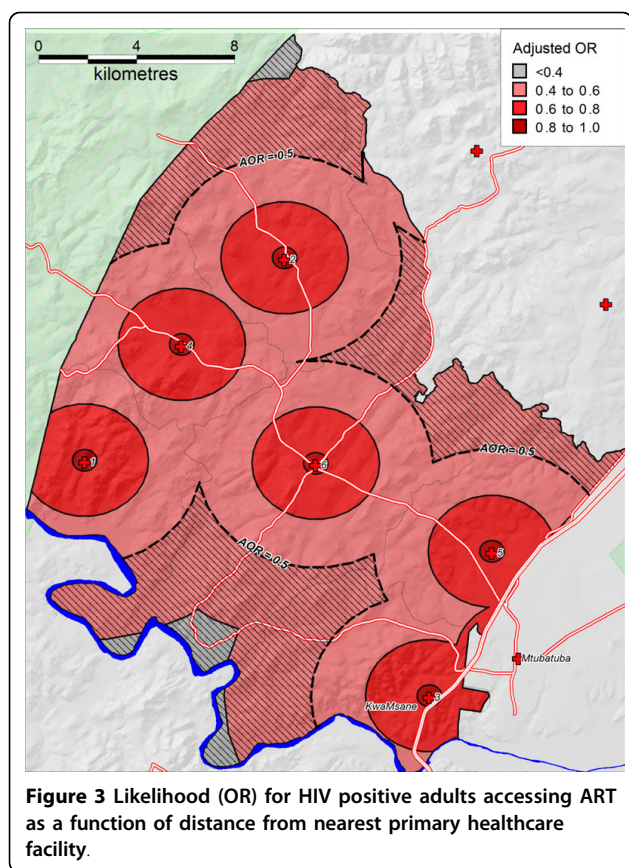 0 4 8
kilometres
Adjusted OR
<0.4
0.4 to 0.6
0.6 to 0.8
0.8 to 1.0
AOR = 0.5
2
4
AOR = 0.5
1
6
AOR = 0.5
5
Mtubatuba
KwaMsane
3
Figure 3 Likelihood (OR) for HIV positive adults accessing ART
as a function of distance from nearest primary healthcare
facility.